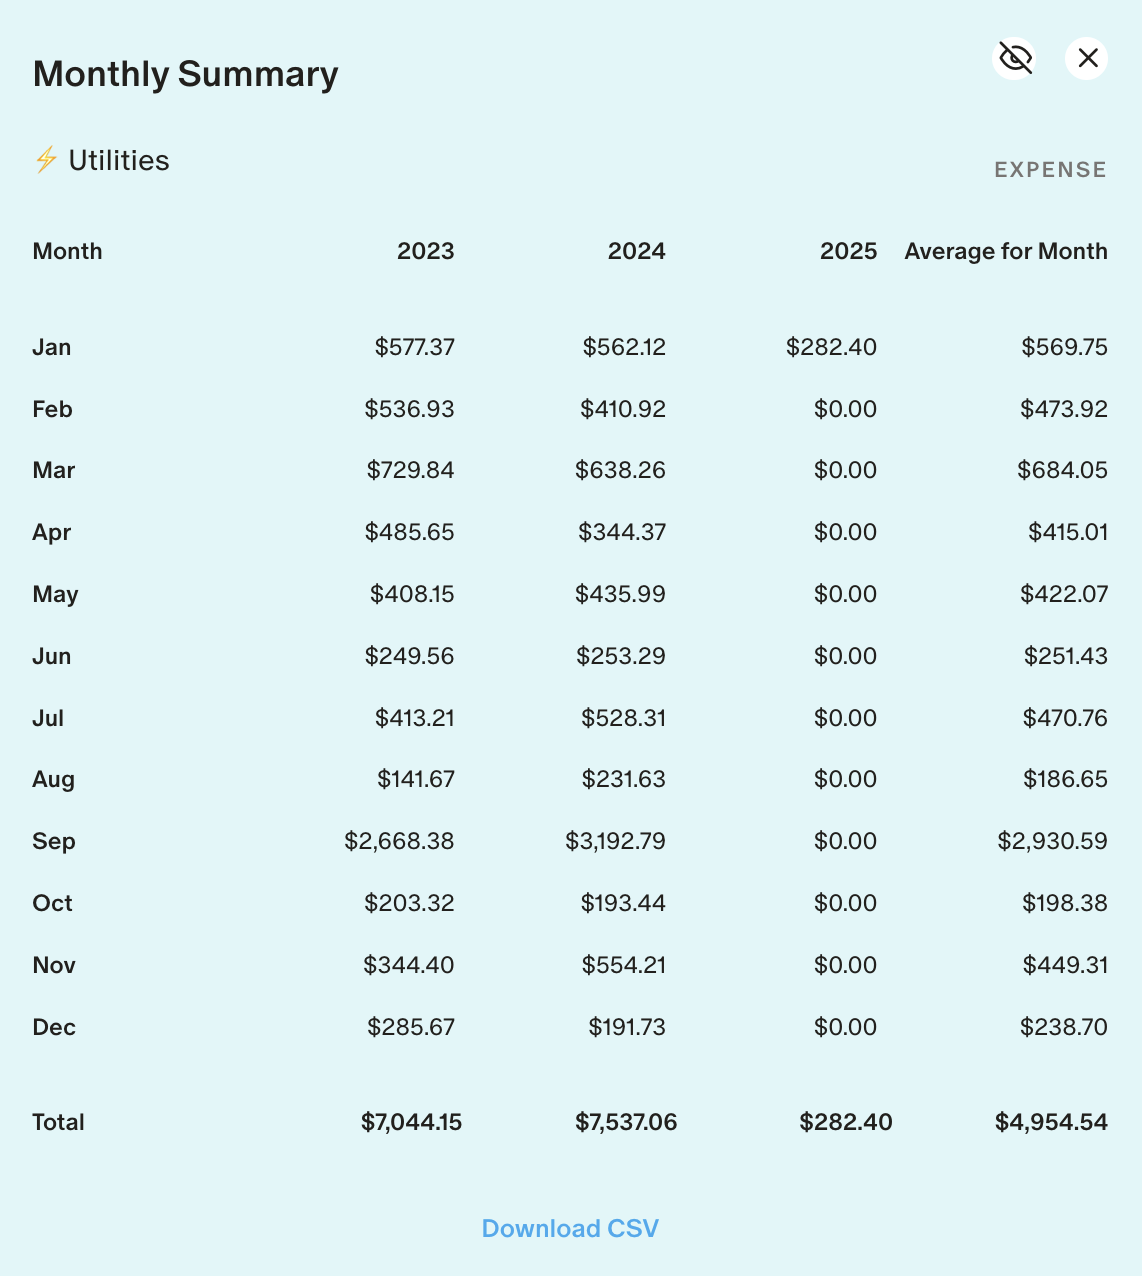 Monthly Summary
⚡ Utilities
EXPENSE
Month 2023 2024 2025 Average for Month
Jan $577.37 $562.12 $282.40 $569.75
Feb $536.93 $410.92 $0.00 $473.92
Mar $729.84 $638.26 $0.00 $684.05
Apr $485.65 $344.37 $0.00 $415.01
May $408.15 $435.99 $0.00 $422.07
Jun $249.56 $253.29 $0.00 $251.43
Jul $413.21 $528.31 $0.00 $470.76
Aug $141.67 $231.63 $0.00 $186.65
Sep $2,668.38 $3,192.79 $0.00 $2,930.59
Oct $203.32 $193.44 $0.00 $198.38
Nov $344.40 $554.21 $0.00 $449.31
Dec $285.67 $191.73 $0.00 $238.70
Total $7,044.15 $7,537.06 $282.40 $4,954.54
Download CSV